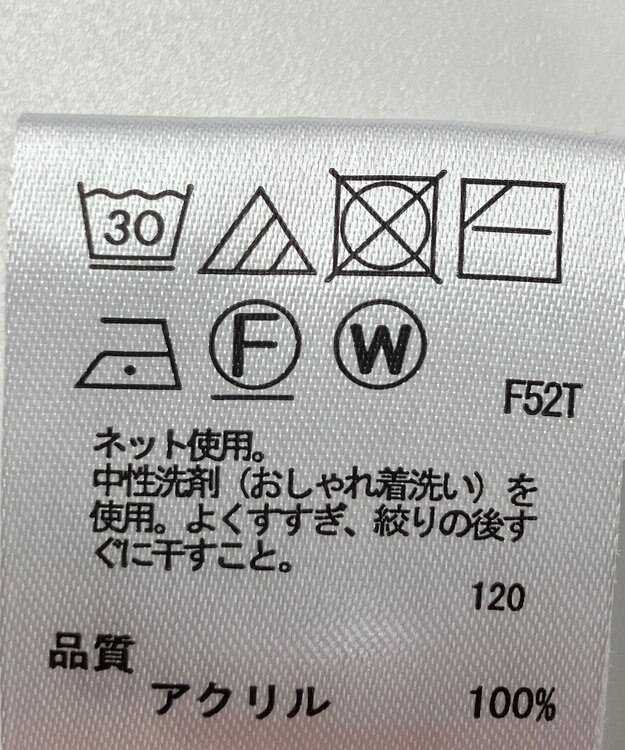 30
F W
F52T
ネット使用。
中性洗剤（おしゃれ着洗い）を
使用。よくすすぎ、絞りの後す
ぐに干すこと。
120
品質
アクリル 100%